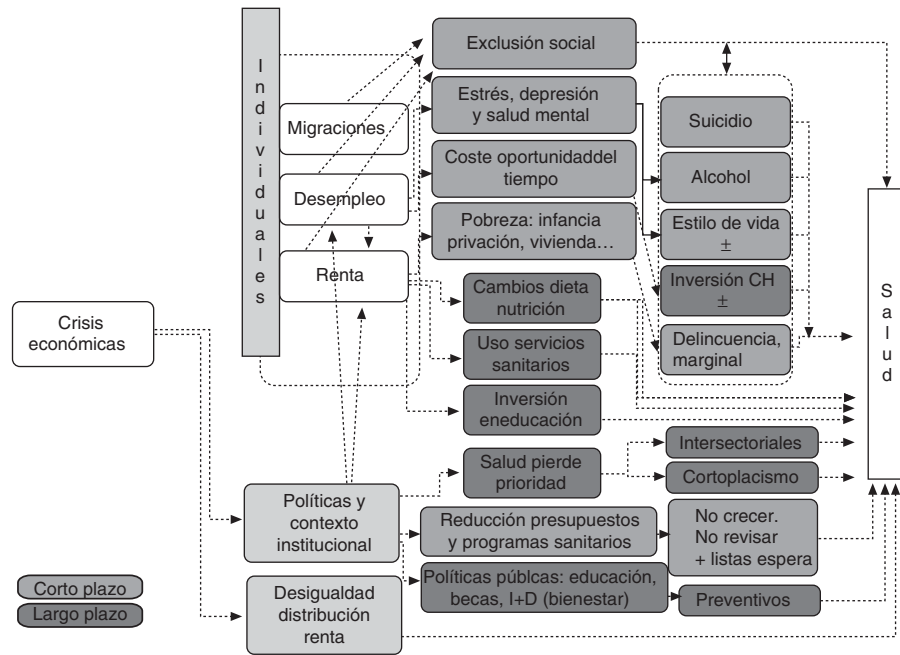 Individuales
Migraciones
Desempleo
Renta
Exclusión social
Estrés, depresión
y salud mental
Coste oportunidaddel
tiempo
Pobreza: infancia
privación, vivienda…
Cambios dieta
nutrición
Uso servicios
sanitarios
Inversión
eneducación
Suicidio
Alcohol
Estilo de vida
±
Inversión CH
±
Delincuencia,
marginal
Salud
Crisis
económicas
Salud pierde
prioridad
Intersectoriales
Cortoplacismo
Políticas y
contexto
institucional
Reducción presupuestos
y programas sanitarios
No crecer.
No revisar
+ listas espera
Políticas públcas: educación,
becas, I+D (bienestar)
Preventivos
Desigualdad
distribución
renta
Corto plazo
Largo plazo